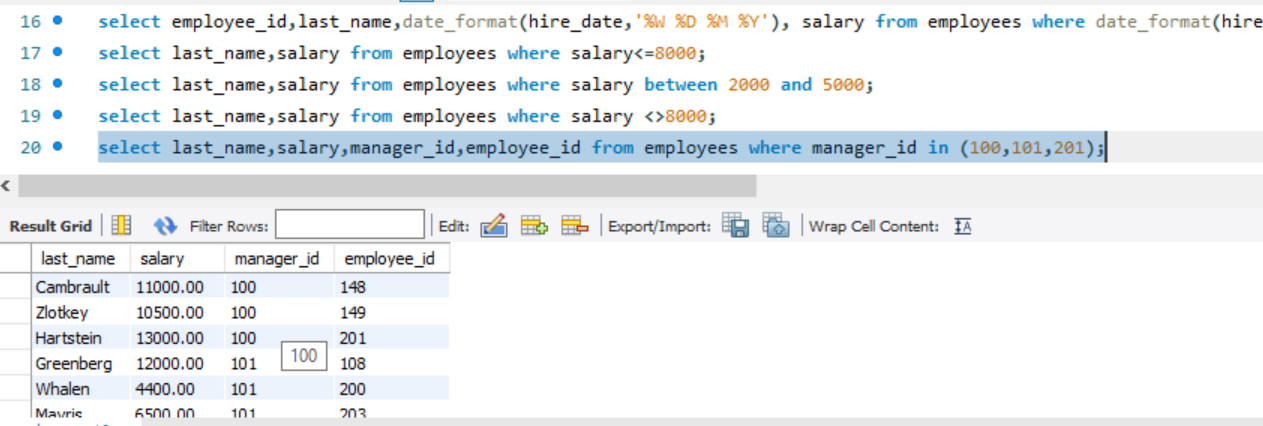 16 select employee_id,last_name,date_format(hire_date,'%W %D %M %Y'), salary from employees where date_format(hire
17 select last_name,salary from employees where salary<=8000;
18 select last_name,salary from employees where salary between 2000 and 5000;
19 select last_name,salary from employees where salary <>8000;
20 select last_name,salary,manager_id,employee_id from employees where manager_id in (100,101,201);
Result Grid Filter Rows: Edit: Export/Import: Wrap Cell Content:
last_name salary manager_id employee_id
Cambrault 11000.00 100 148
Zlotkey 10500.00 100 149
Hartstein 13000.00 100 201
100
Greenberg 12000.00 101 108
Whalen 4400.00 101 200
Mavris 6500.00 101 203